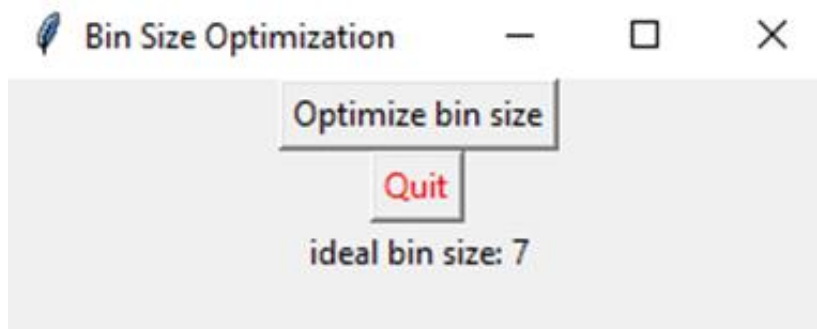 Bin Size Optimization
Optimize bin size
Quit
ideal bin size: 7